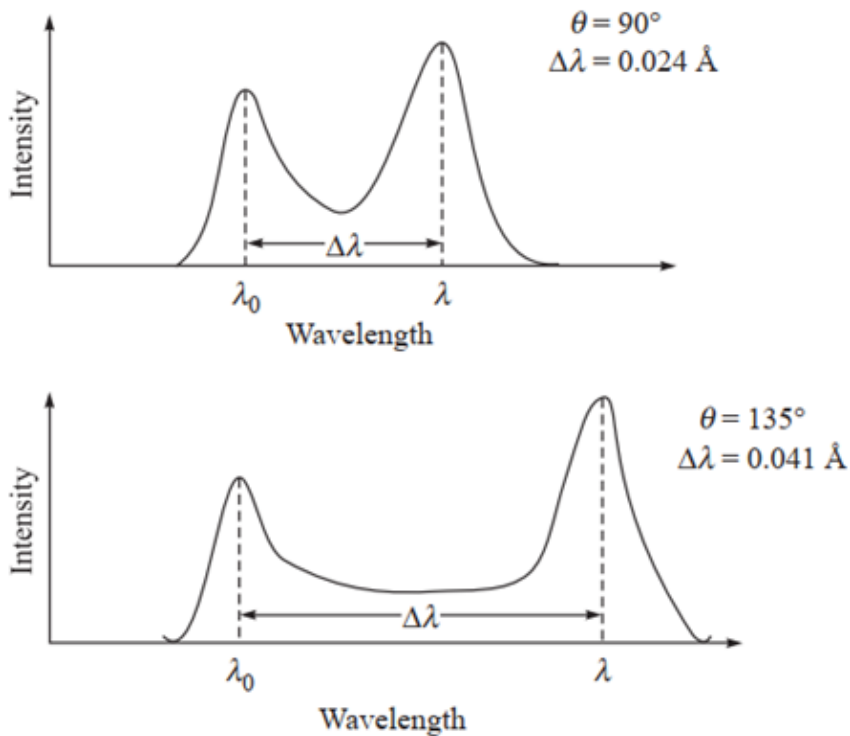 θ = 90°
Δλ = 0.024 Å
Intensity
Δλ
λ₀ λ
Wavelength
θ = 135°
Δλ = 0.041 Å
Intensity
Δλ
λ₀ λ
Wavelength